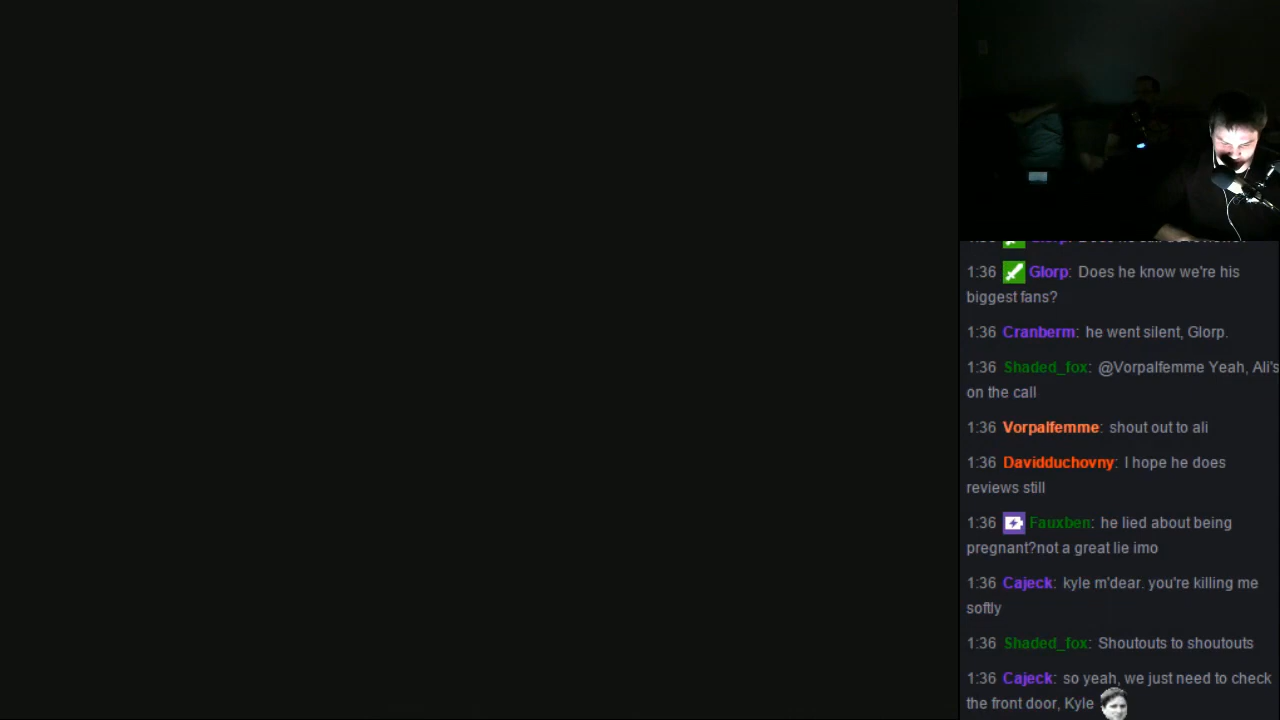 1:36 Glorp: Does he know we're his
biggest fans?
1:36 Cranberm: he went silent, Glorp.
1:36 Shaded_fox: @Vorpalfemme Yeah, Ali's
on the call
1:36 Vorpalfemme: shout out to ali
1:36 Davidduchovny: I hope he does
reviews still
1:36 Fauxben: he lied about being
pregnant?not a great lie imo
1:36 Cajeck: kyle m'dear. you're killing me
softly
1:36 Shaded_fox: Shoutouts to shoutouts
1:36 Cajeck: so yeah, we just need to check
the front door, Kyle